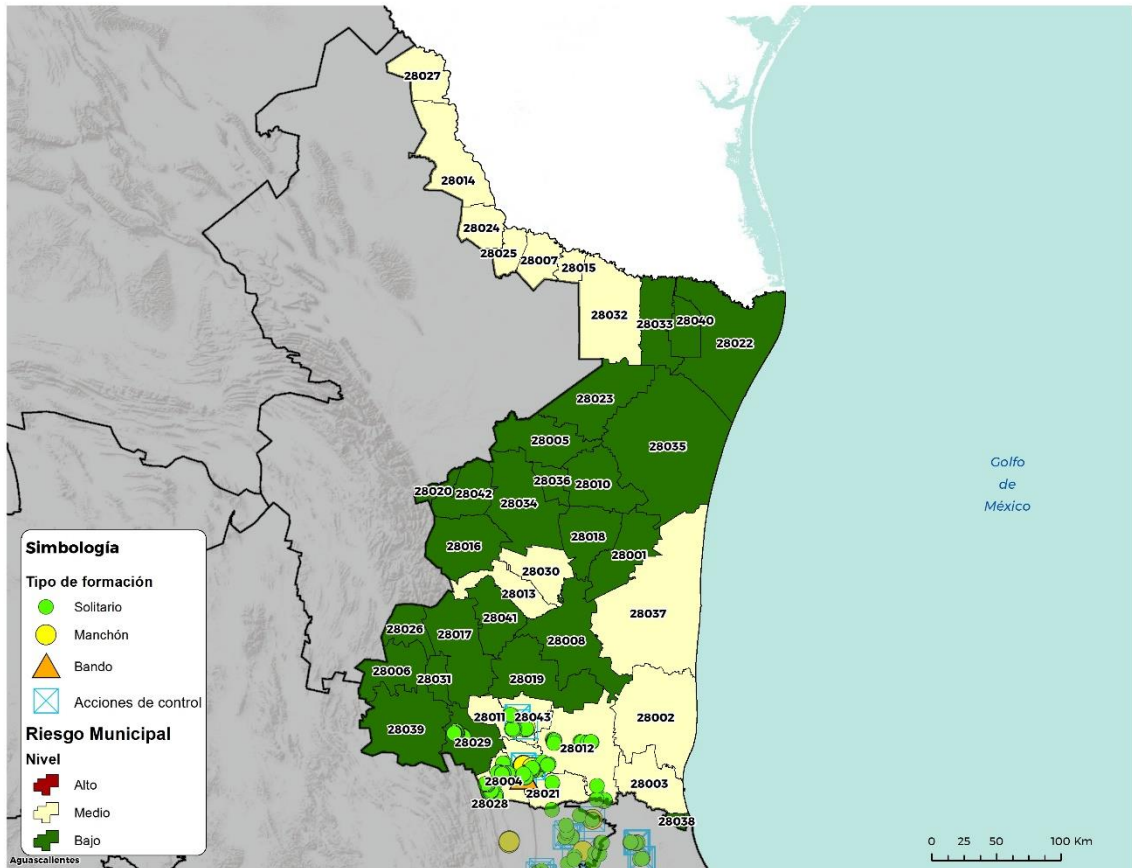 28027
28014
28024
28025
28007
28015
28032
28033
28040
28022
28023
28005
28035
28036
28010
28020
28042
28034
28016
28018
28001
28030
28013
28037
28041
28026
28017
28008
28006
28031
28019
28002
28039
28011
28043
28029
28012
28004
28021
28003
28028
28038
Golfo
de
México
Simbología
Tipo de formación
Solitario
Manchón
Bando
Acciones de control
Riesgo Municipal
Nivel
Alto
Medio
Bajo
Aguascalientes
0 25 50 100 Km